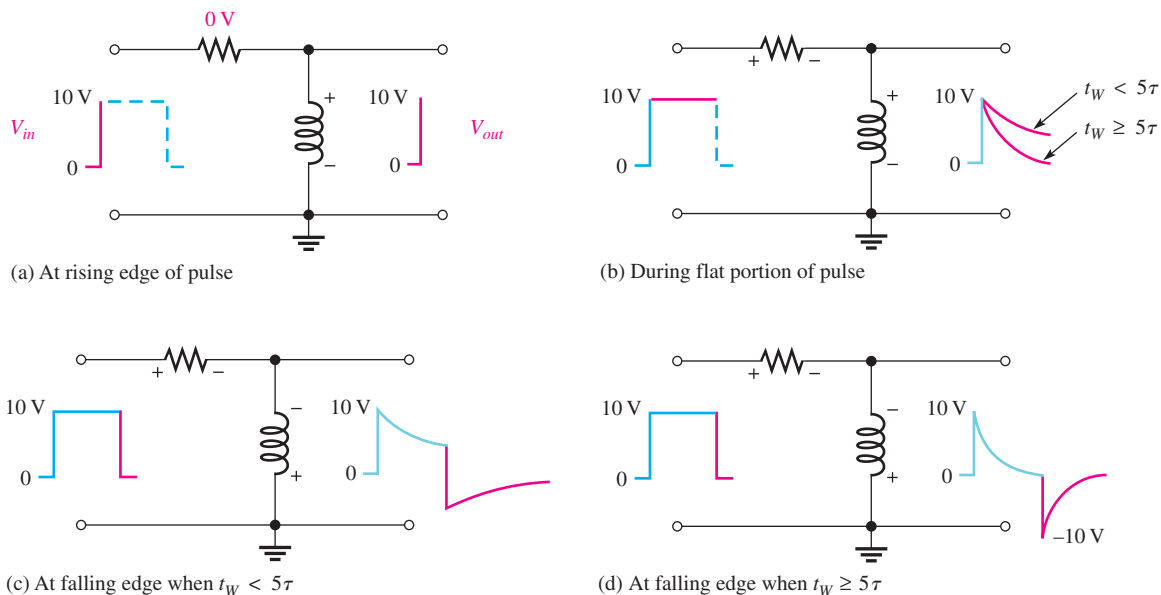 0 V
10 V
V_in
0
+
−
10 V
0
V_out
(a) At rising edge of pulse
+ −
10 V
0
+
−
10 V
0
t_W < 5τ
t_W ≥ 5τ
(b) During flat portion of pulse
+ −
10 V
0
−
+
10 V
0
(c) At falling edge when t_W < 5τ
+ −
10 V
0
−
+
10 V
0
−10 V
(d) At falling edge when t_W ≥ 5τ